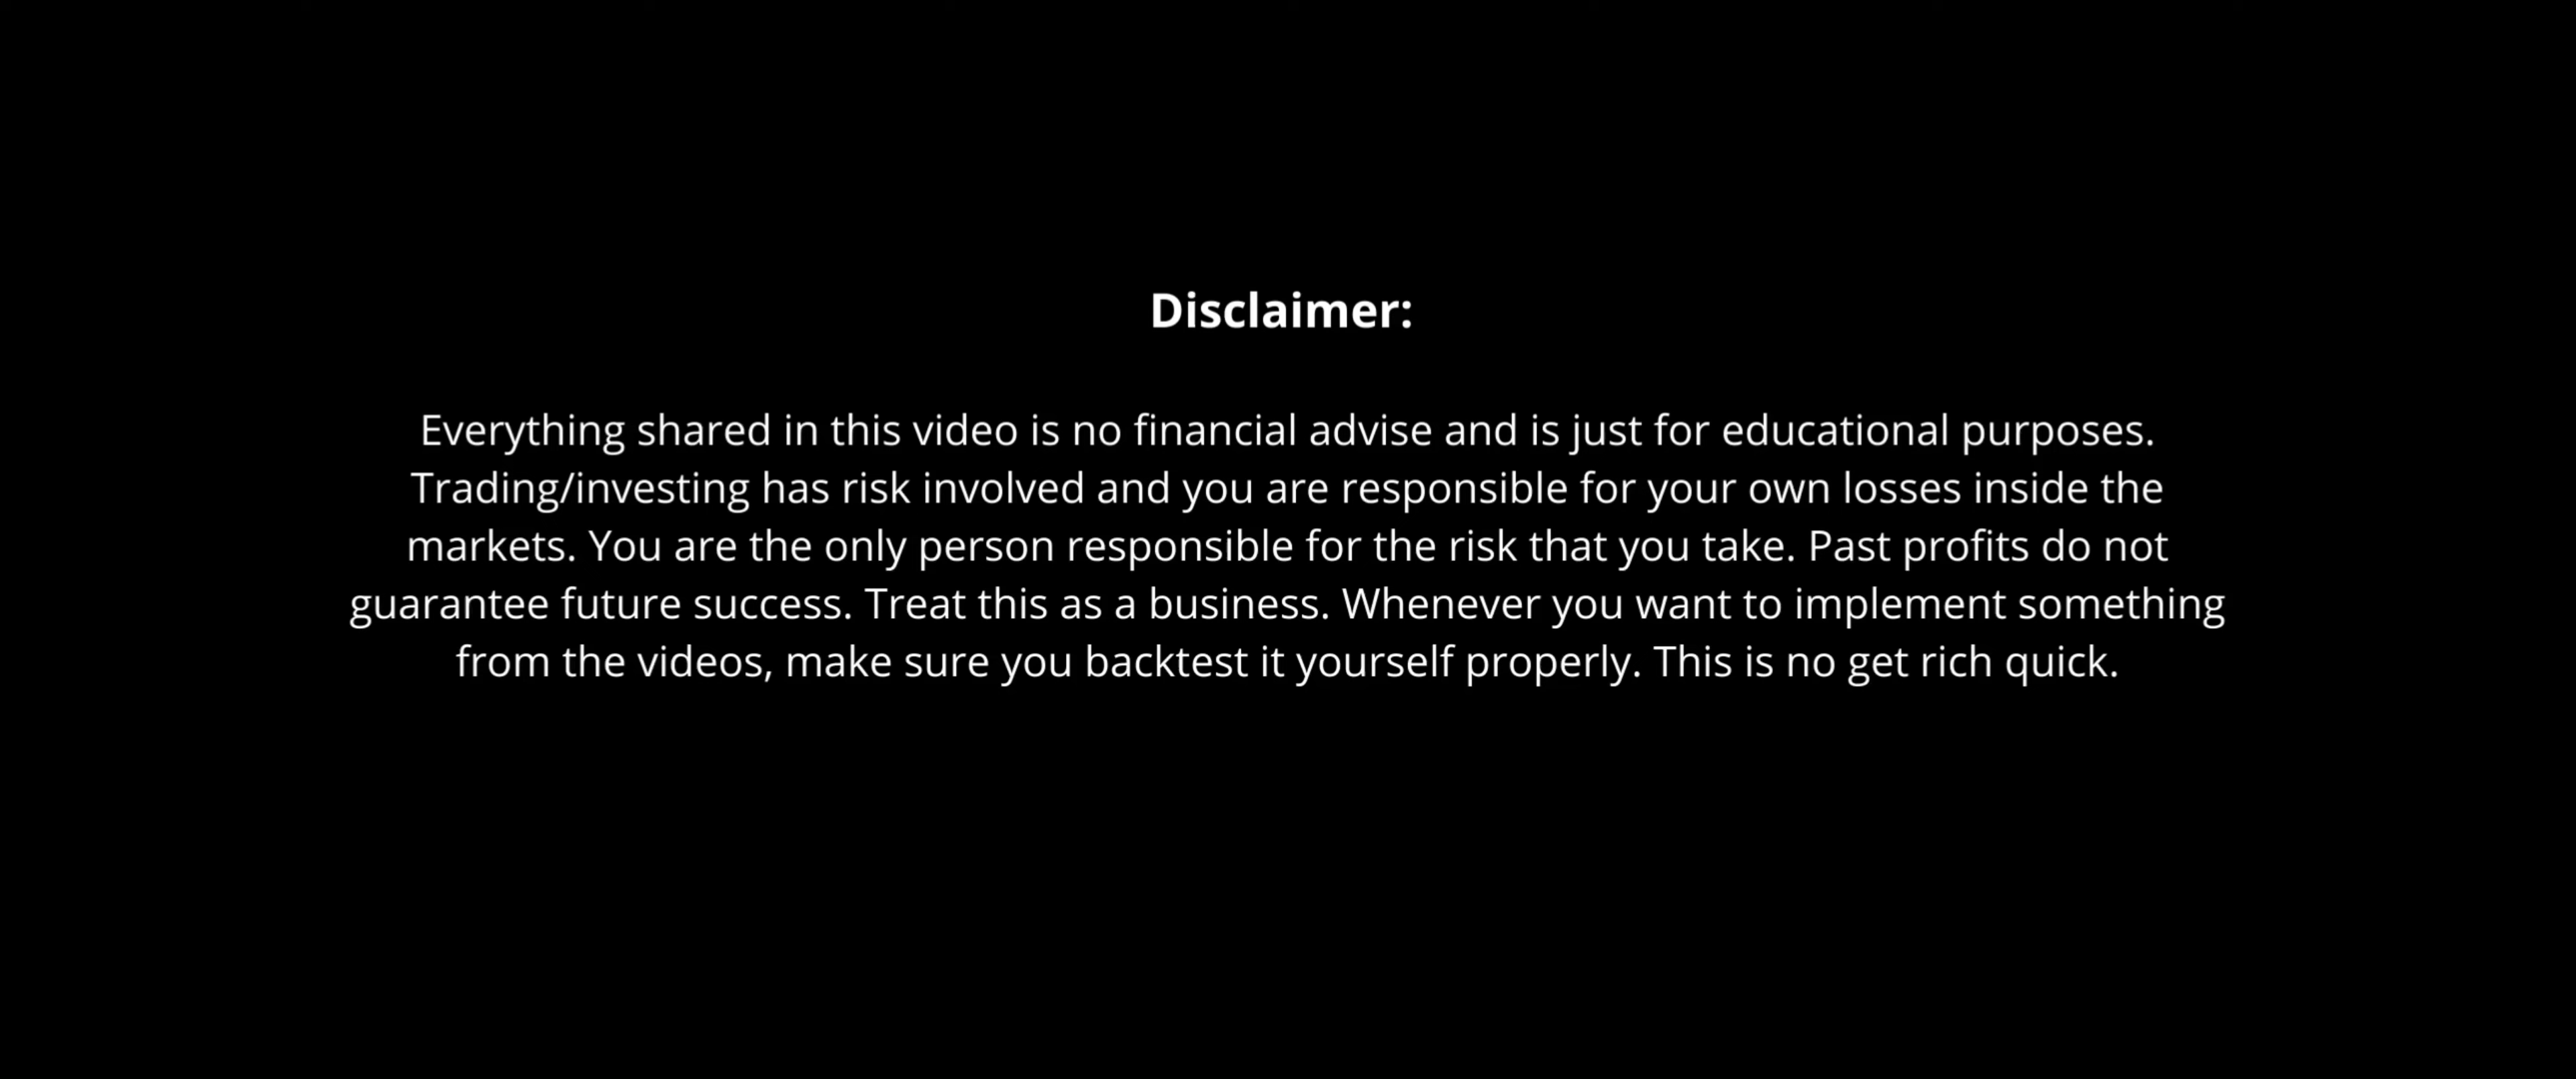 Disclaimer:
Everything shared in this video is no financial advise and is just for educational purposes.
Trading/investing has risk involved and you are responsible for your own losses inside the
markets. You are the only person responsible for the risk that you take. Past profits do not
guarantee future success. Treat this as a business. Whenever you want to implement something
from the videos, make sure you backtest it yourself properly. This is no get rich quick.